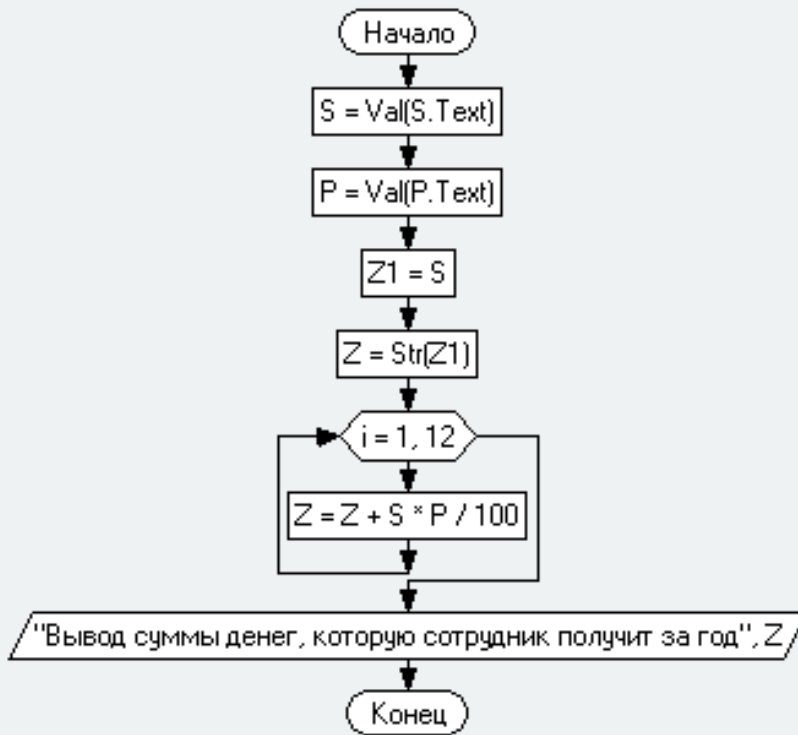 Начало
S = Val(S.Text)
P = Val(P.Text)
Z1 = S
Z = Str(Z1)
i = 1, 12
Z = Z + S * P / 100
"Вывод суммы денег, которую сотрудник получит за год", Z
Конец